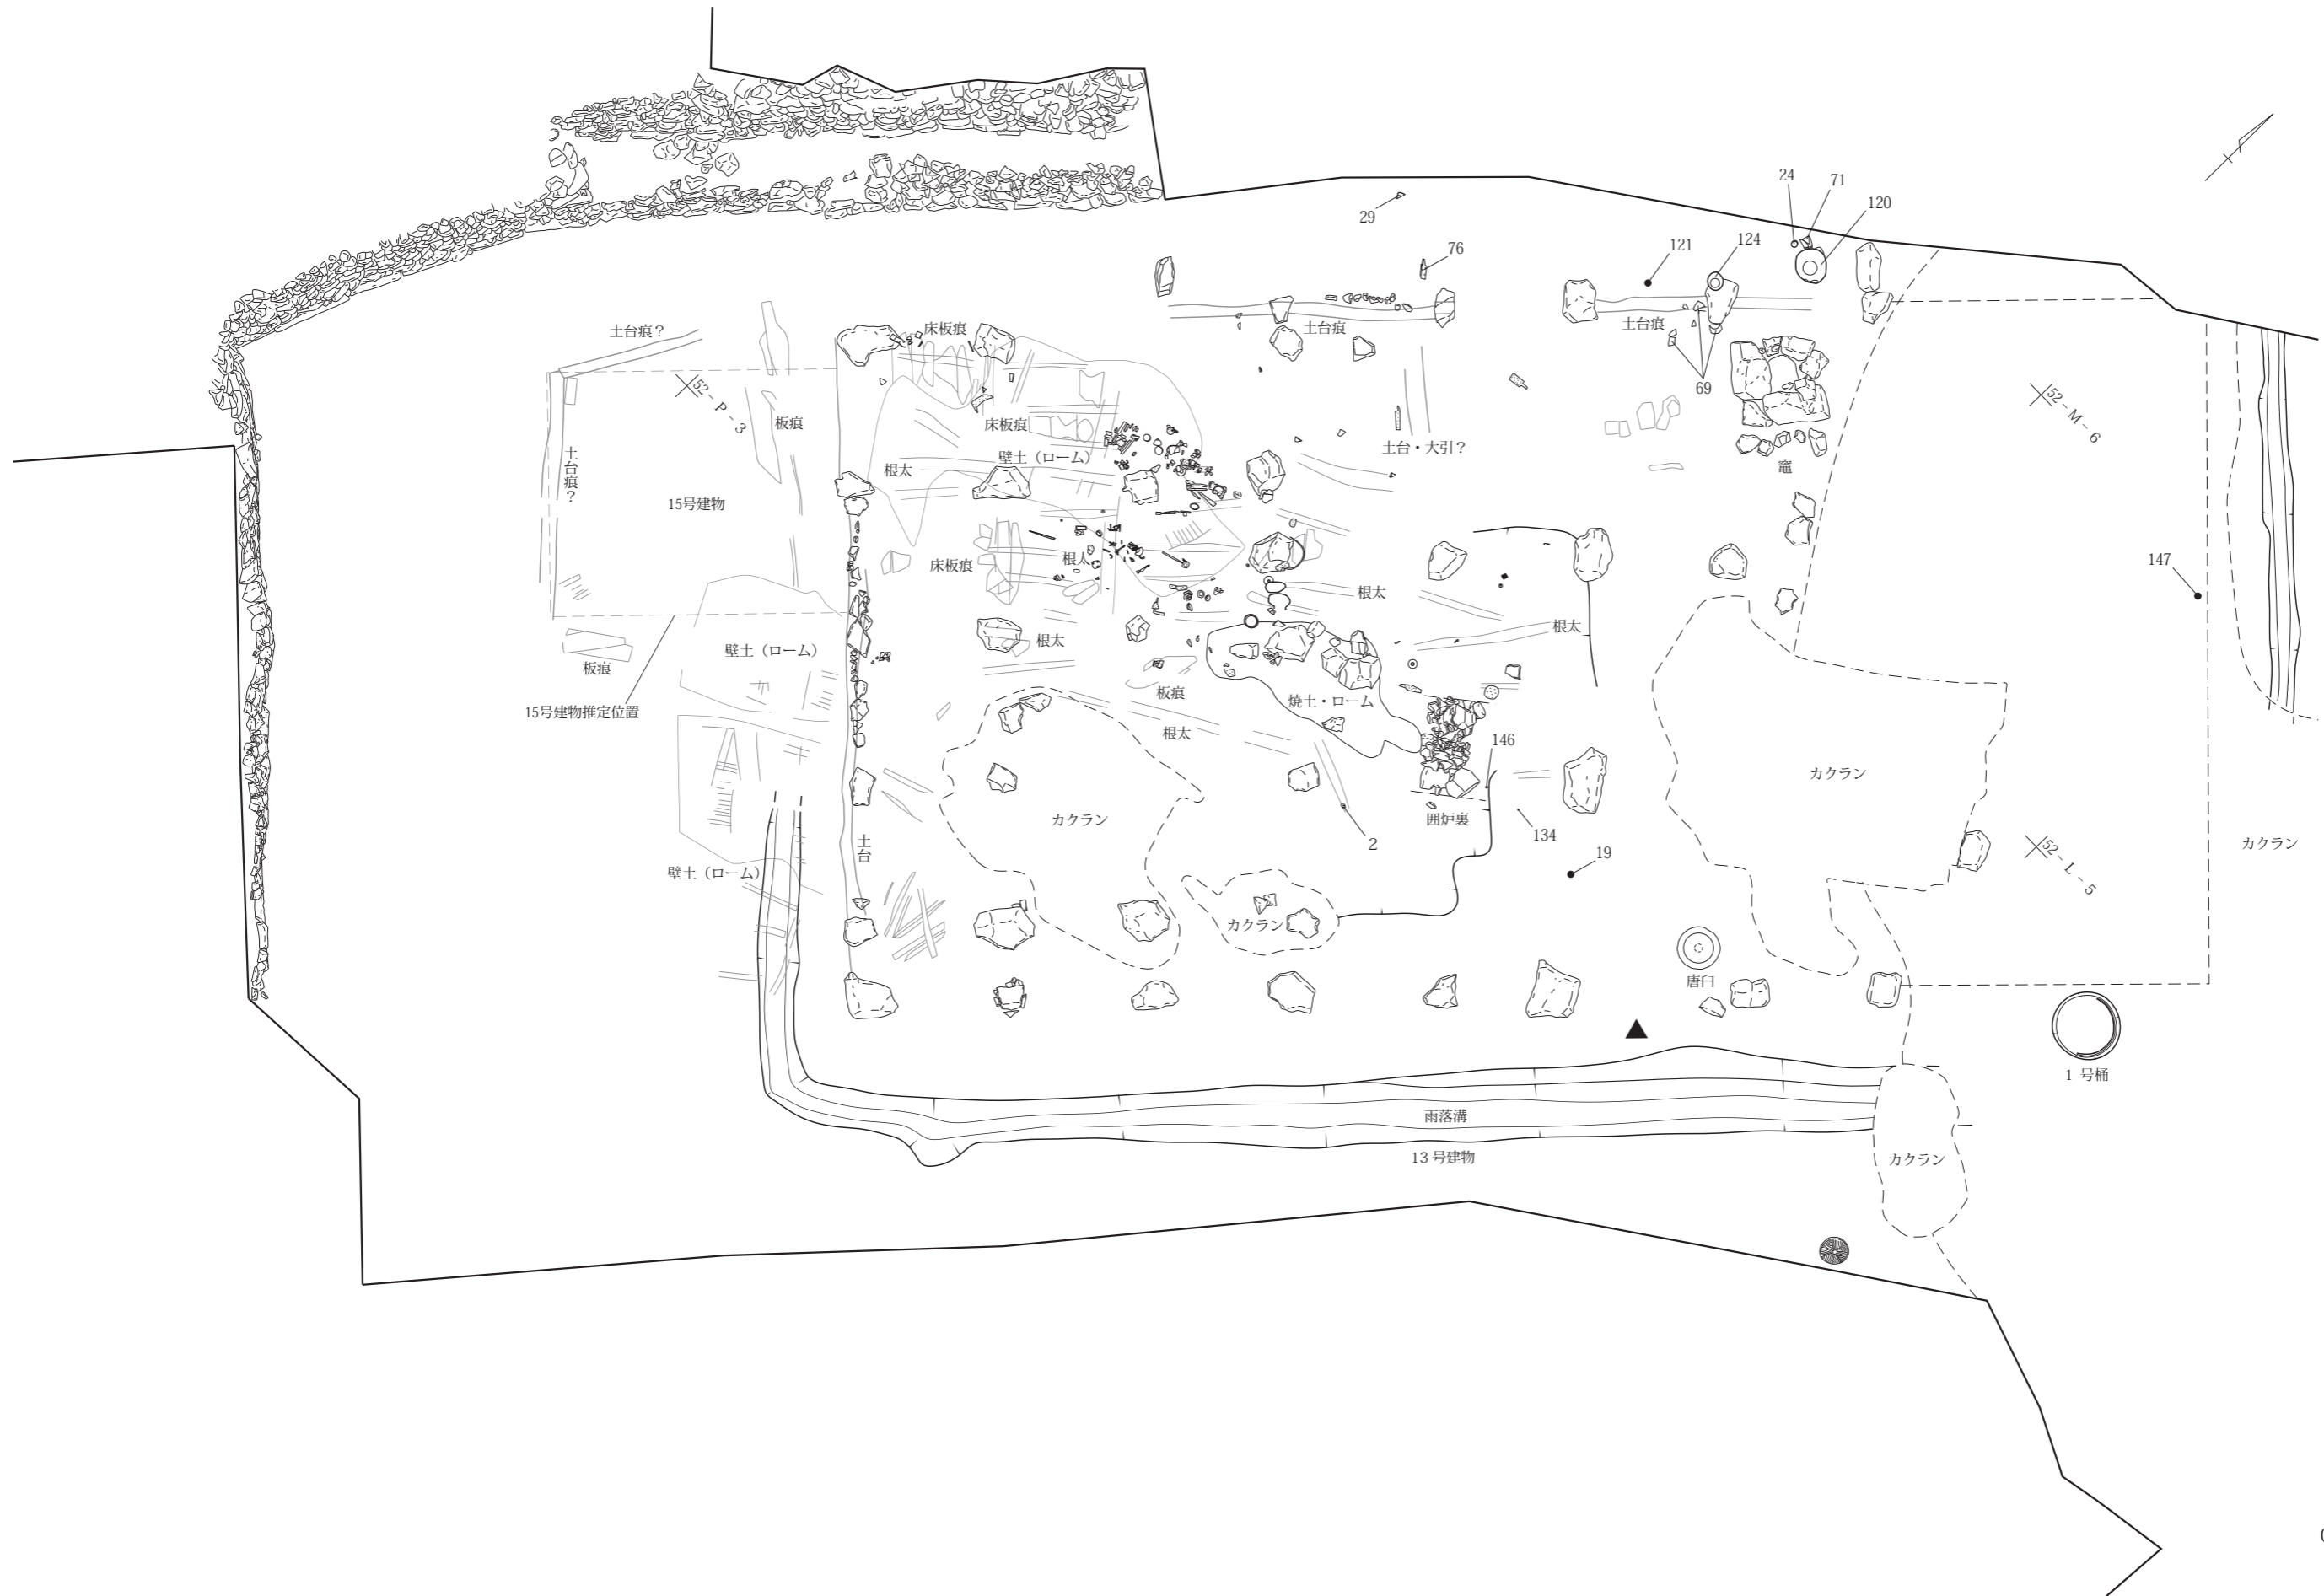 24
71
120
29
121
124
76
土台痕？
床板痕
土台痕
土台痕
69
52-P-3
板痕
床板痕
52-M-6
土台痕？
根太
壁土（ローム）
土台・大引？
竈
15号建物
床板痕
根太
根太
147
根太
根太
壁土（ローム）
板痕
板痕
焼土・ローム
15号建物推定位置
根太
146
カクラン
カクラン
囲炉裏
134
2
19
土台
カクラン
52-L-5
壁土（ローム）
カクラン
唐臼
1 号桶
雨落溝
13 号建物
カクラン
0